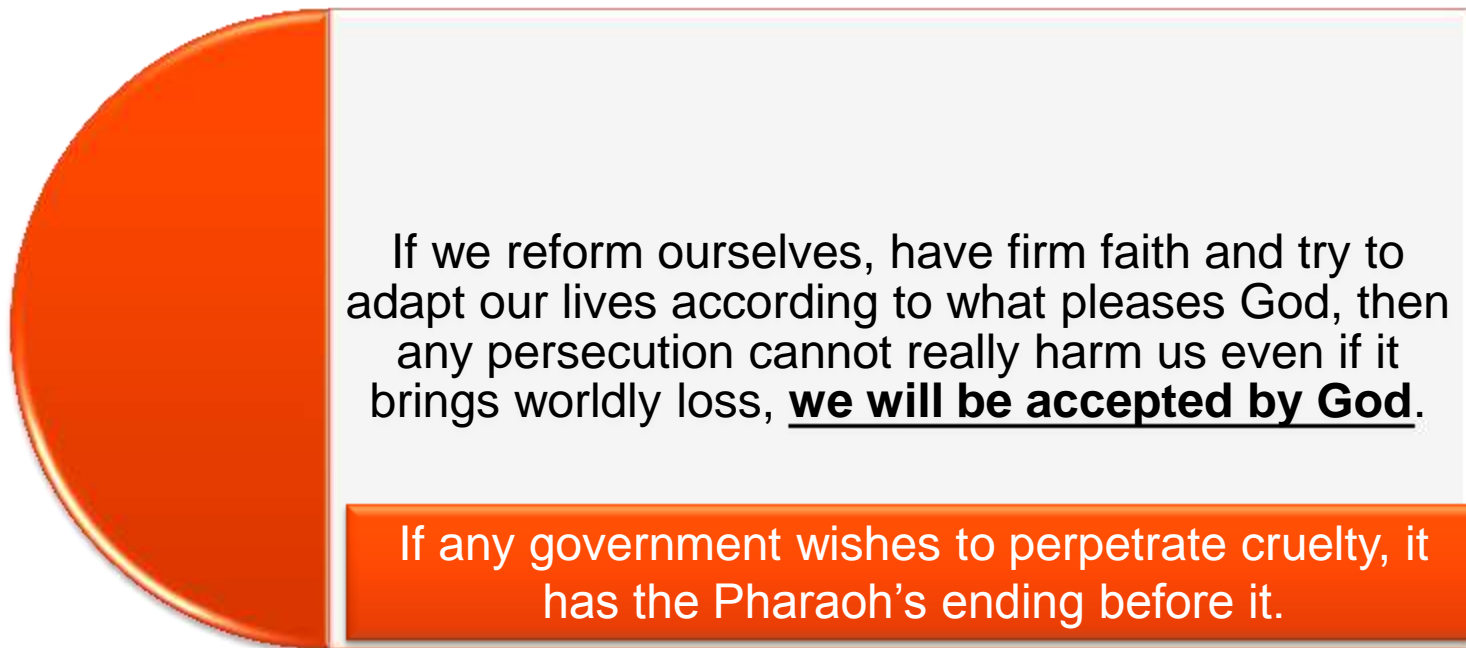 If we reform ourselves, have firm faith and try to
adapt our lives according to what pleases God, then
any persecution cannot really harm us even if it
brings worldly loss, we will be accepted by God.
If any government wishes to perpetrate cruelty, it
has the Pharaoh’s ending before it.